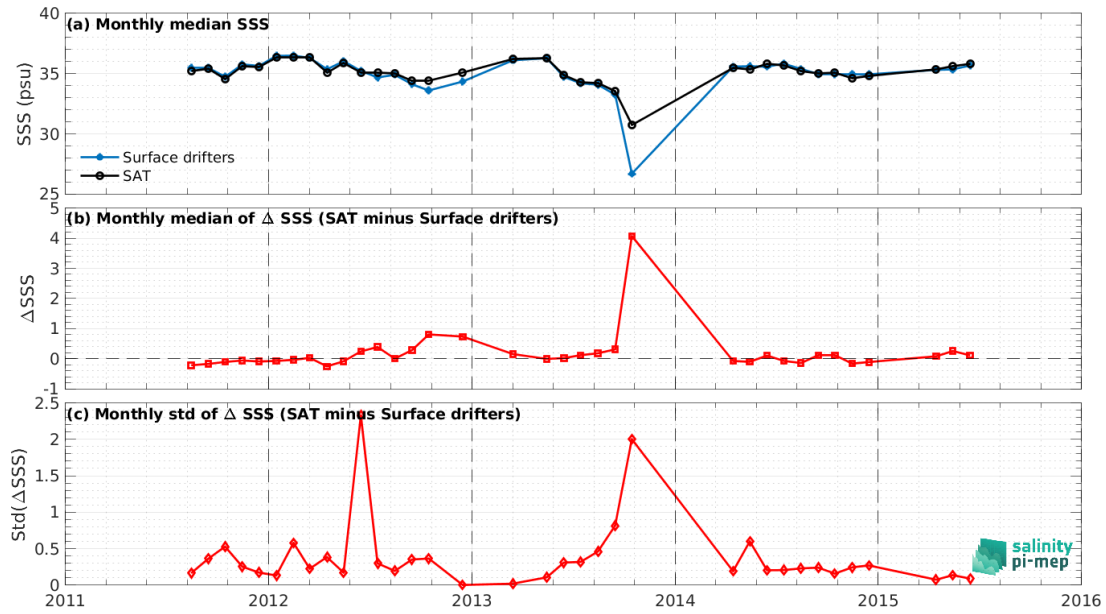 (a) Monthly median SSS
40
35
30
25
SSS (psu)
Surface drifters
SAT
(b) Monthly median of Δ SSS (SAT minus Surface drifters)
5
4
3
2
1
0
-1
ΔSSS
(c) Monthly std of Δ SSS (SAT minus Surface drifters)
2.5
2
1.5
1
0.5
0
Std(ΔSSS)
salinity
pi-mep
2011 2012 2013 2014 2015 2016